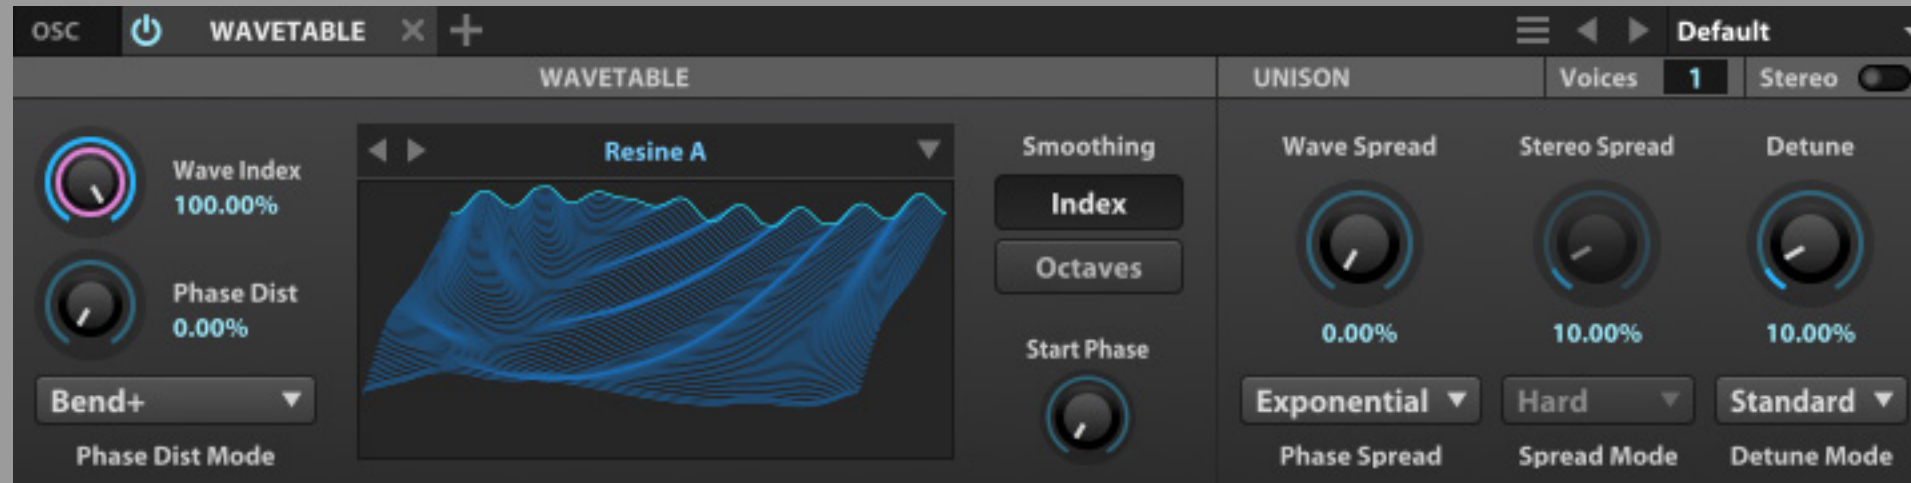 OSC WAVETABLE Default
WAVETABLE UNISON Voices 1 Stereo
Wave Index
100.00%
Phase Dist
0.00%
Bend+
Phase Dist Mode
Resine A
Smoothing
Index
Octaves
Start Phase
Wave Spread Stereo Spread Detune
0.00% 10.00% 10.00%
Exponential Hard Standard
Phase Spread Spread Mode Detune Mode